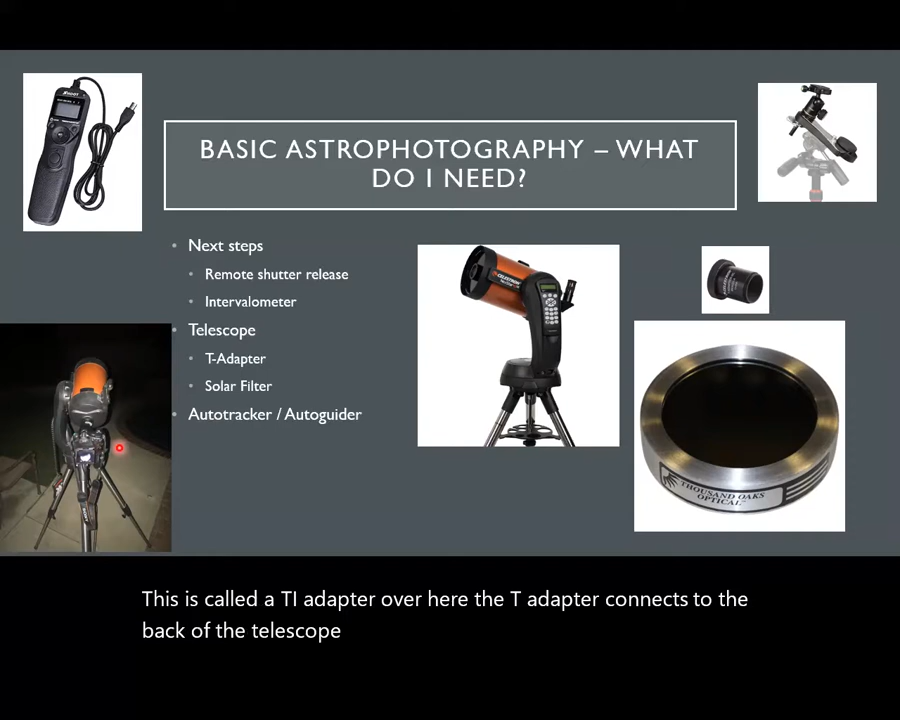 BASIC ASTROPHOTOGRAPHY – WHAT
DO I NEED?
Next steps
Remote shutter release
Intervalometer
Telescope
T-Adapter
Solar Filter
Autotracker / Autoguider
CELESTRON
THOUSAND OAKS
OPTICAL
This is called a TI adapter over here the T adapter connects to the
back of the telescope